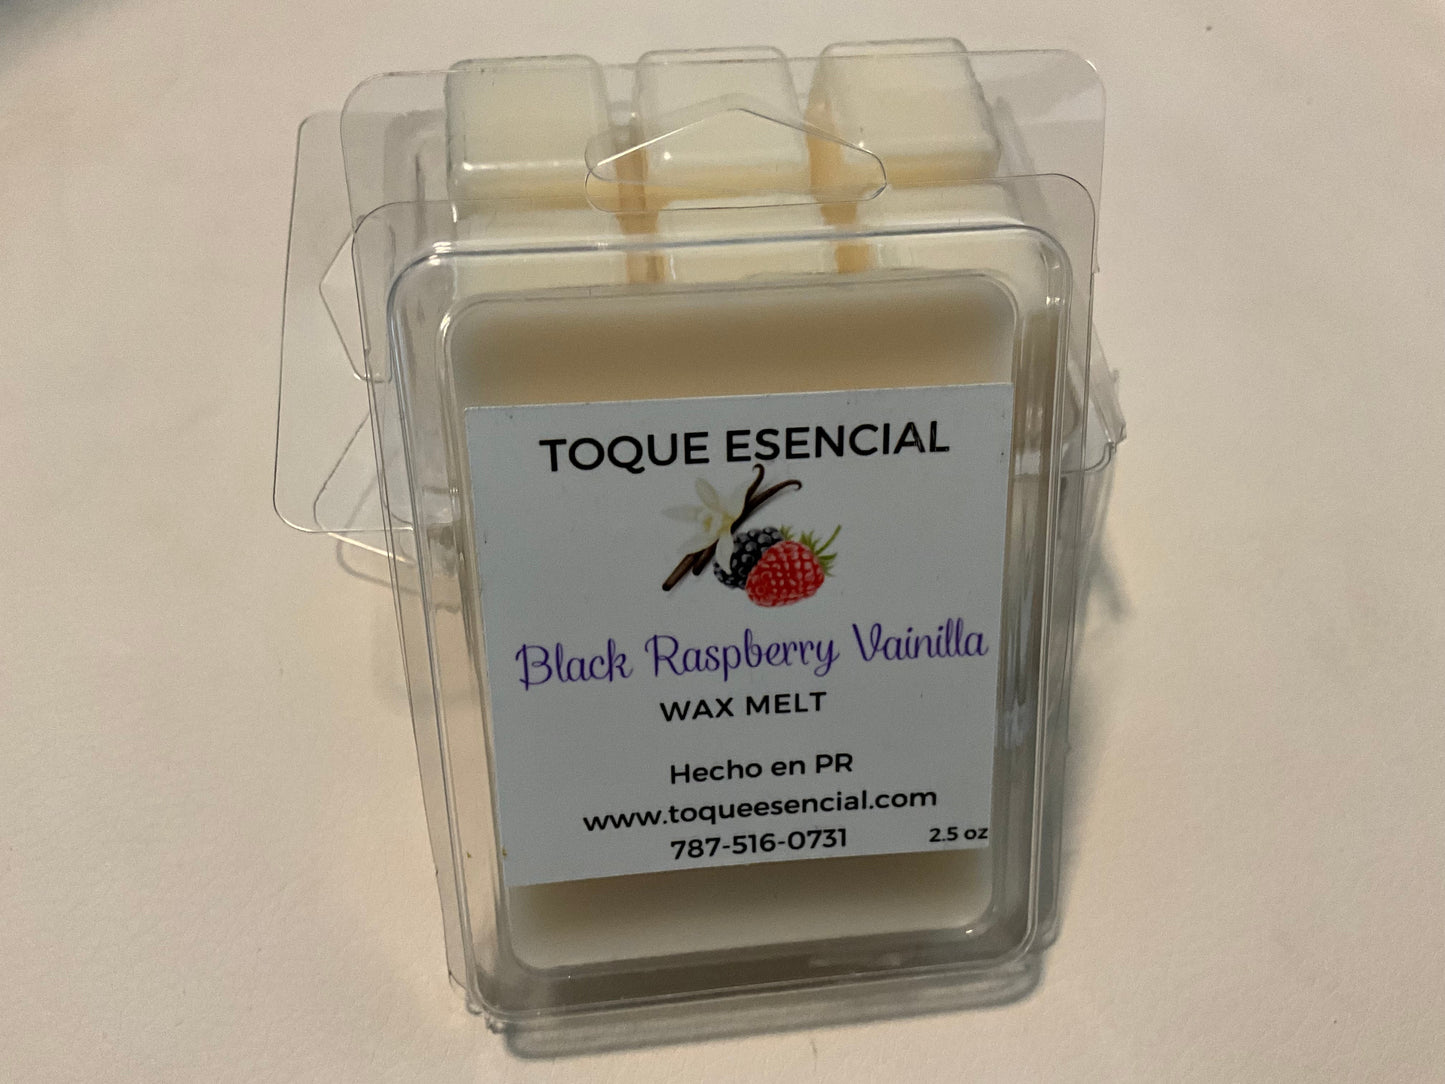 TOQUE ESENCIAL
Black Raspberry Vainilla
WAX MELT
Hecho en PR
www.toqueesencial.com
787-516-0731
2.5 oz